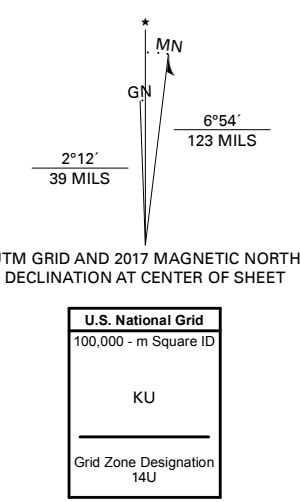 ★
MN
GN
6°54´
123 MILS
2°12´
39 MILS
UTM GRID AND 2017 MAGNETIC NORTH
DECLINATION AT CENTER OF SHEET
U.S. National Grid
100,000 - m Square ID
KU
Grid Zone Designation
14U